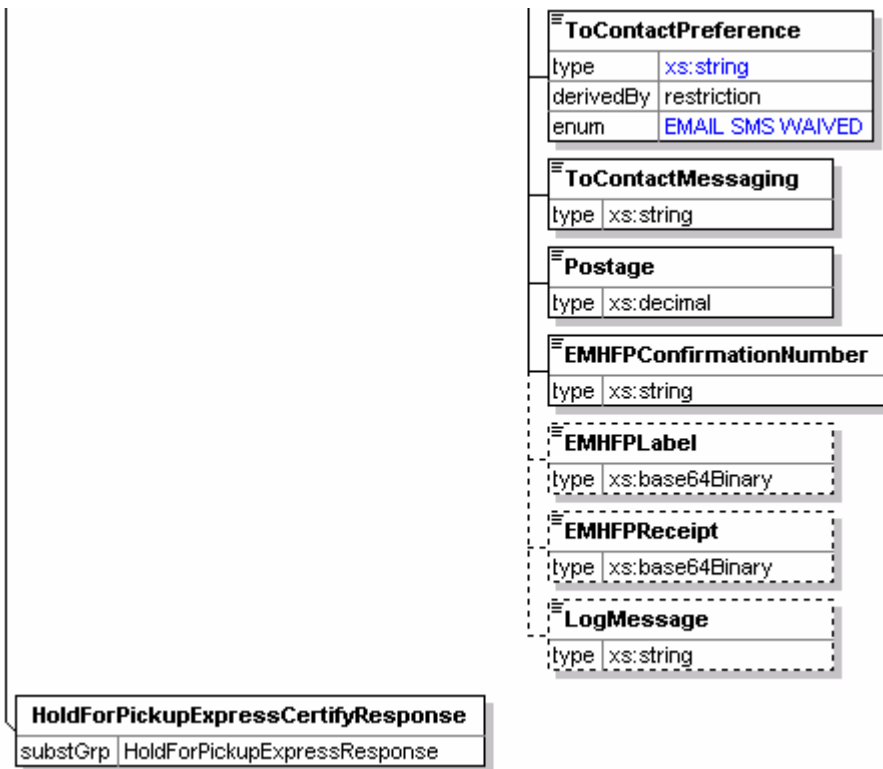 ToContactPreference
type xs:string
derivedBy restriction
enum EMAIL SMS WAIVED
ToContactMessaging
type xs:string
Postage
type xs:decimal
EMHFPConfirmationNumber
type xs:string
EMHFPLabel
type xs:base64Binary
EMHFPReceipt
type xs:base64Binary
LogMessage
type xs:string
HoldForPickupExpressCertifyResponse
substGrp HoldForPickupExpressResponse